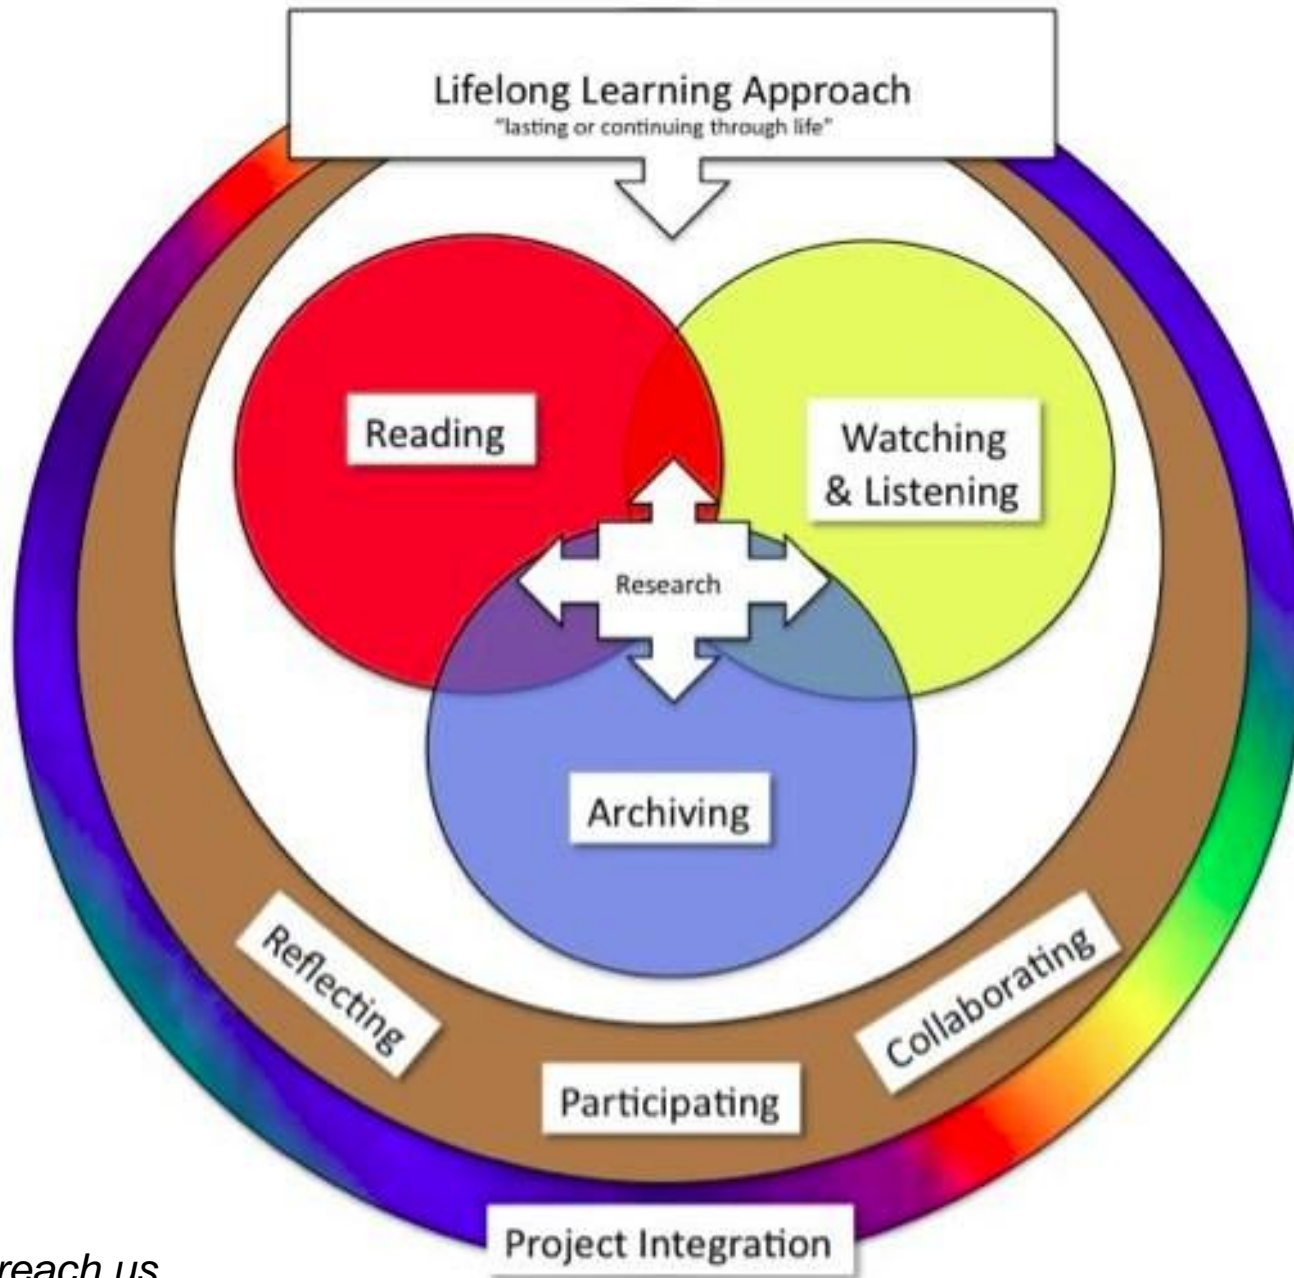 Lifelong Learning Approach
"lasting or continuing through life"
Reading
Watching
& Listening
Research
Archiving
Reflecting
Collaborating
Participating
Project Integration
reach us